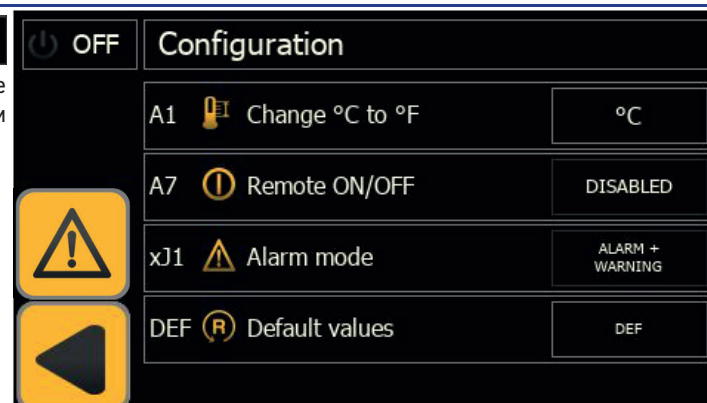 OFF Configuration
е
и
A1 Change °C to °F °C
A7 Remote ON/OFF DISABLED
xJ1 Alarm mode ALARM +
WARNING
DEF R Default values DEF